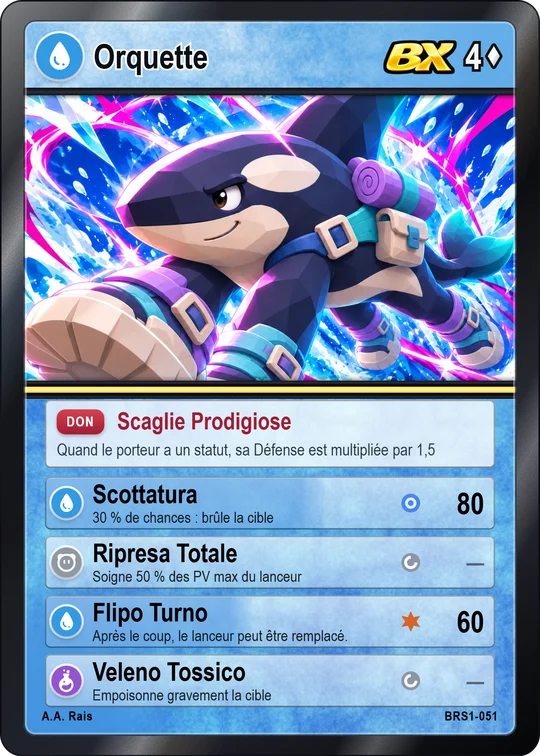 Orquette
BX 4
DON Scaglie Prodigiose
Quand le porteur a un statut, sa Défense est multipliée par 1,5
Scottatura 80
30 % de chances : brûle la cible
Ripresa Totale —
Soigne 50 % des PV max du lanceur
Flipo Turno 60
Après le coup, le lanceur peut être remplacé.
Veleno Tossico —
Empoisonne gravement la cible
A.A. Rais BRS1-051